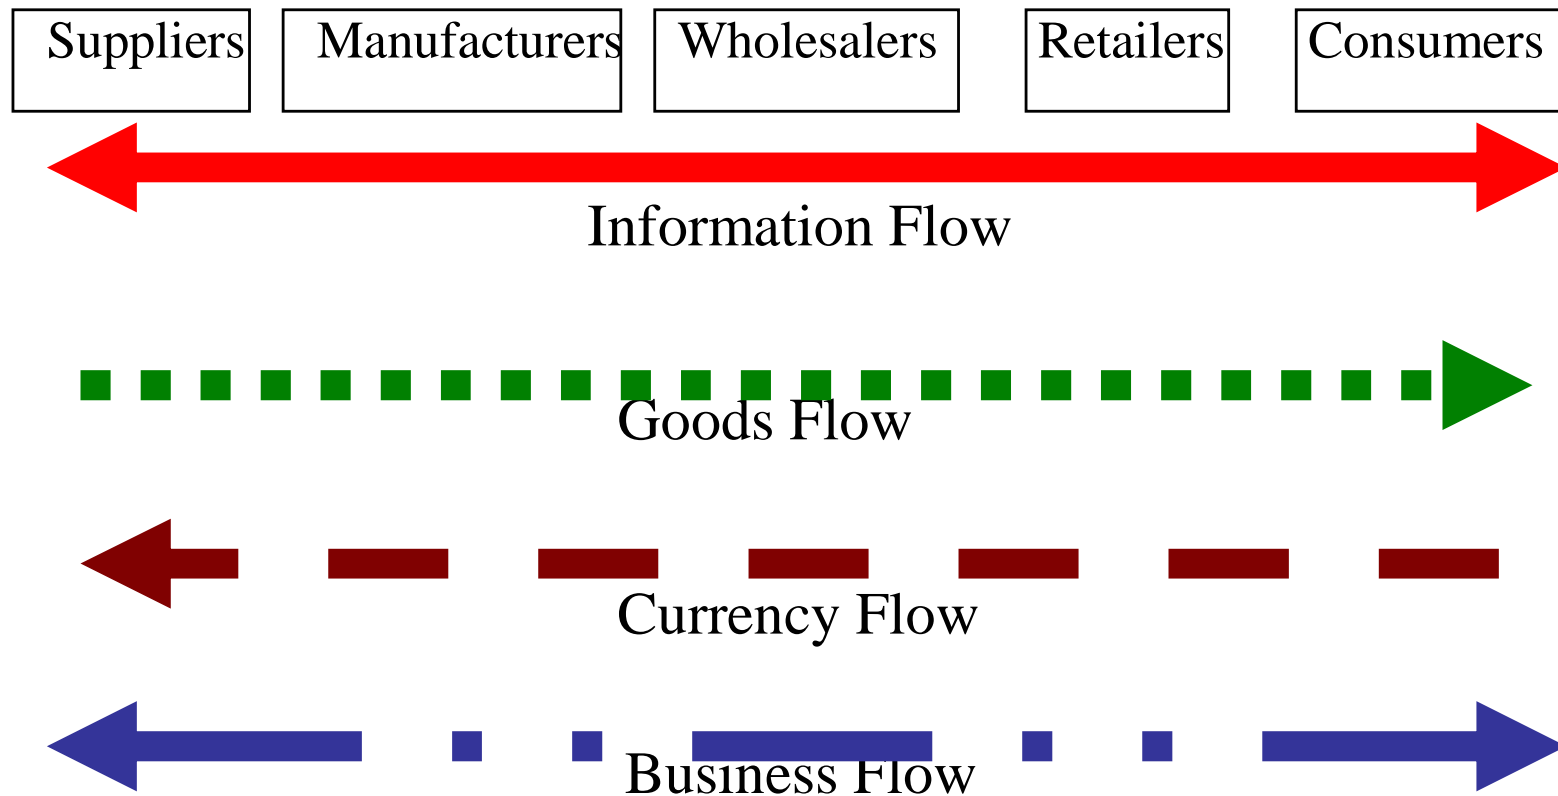 Suppliers Manufacturers Wholesalers Retailers Consumers
Information Flow
Goods Flow
Currency Flow
Business Flow